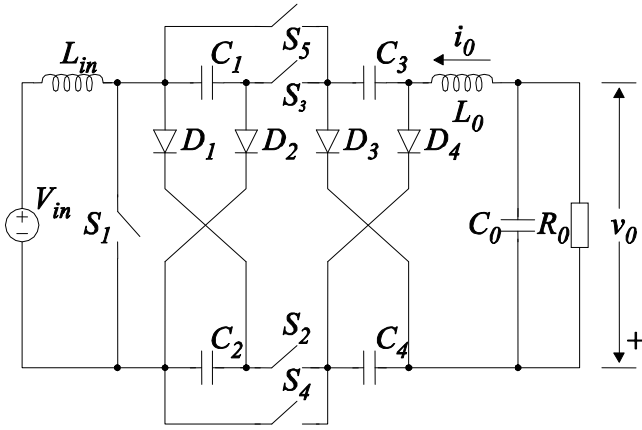 S5
Lin
C1
S3
C3
i0
L0
D1
D2
D3
D4
Vin
S1
C0
R0
v0
+
−
+
C2
S2
C4
S4